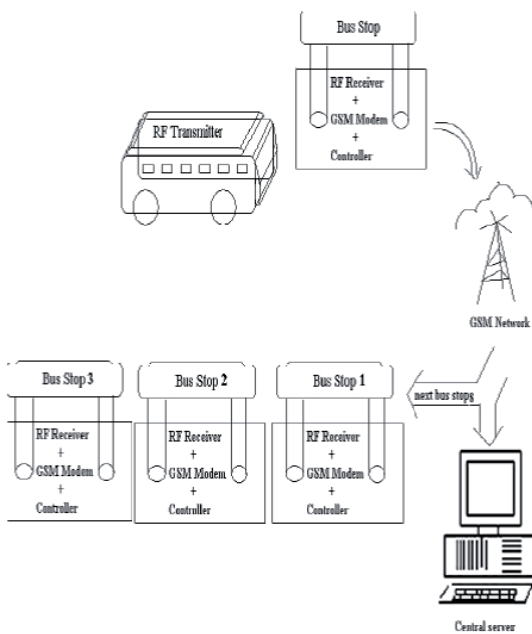 Bus Stop
RF Receiver
+
GSM Modem
+
Controller
RF Transmitter
GSM Network
next bus stops
Bus Stop 3
RF Receiver
+
GSM Modem
+
Controller
Bus Stop 2
RF Receiver
+
GSM Modem
+
Controller
Bus Stop 1
RF Receiver
+
GSM Modem
+
Controller
Central server